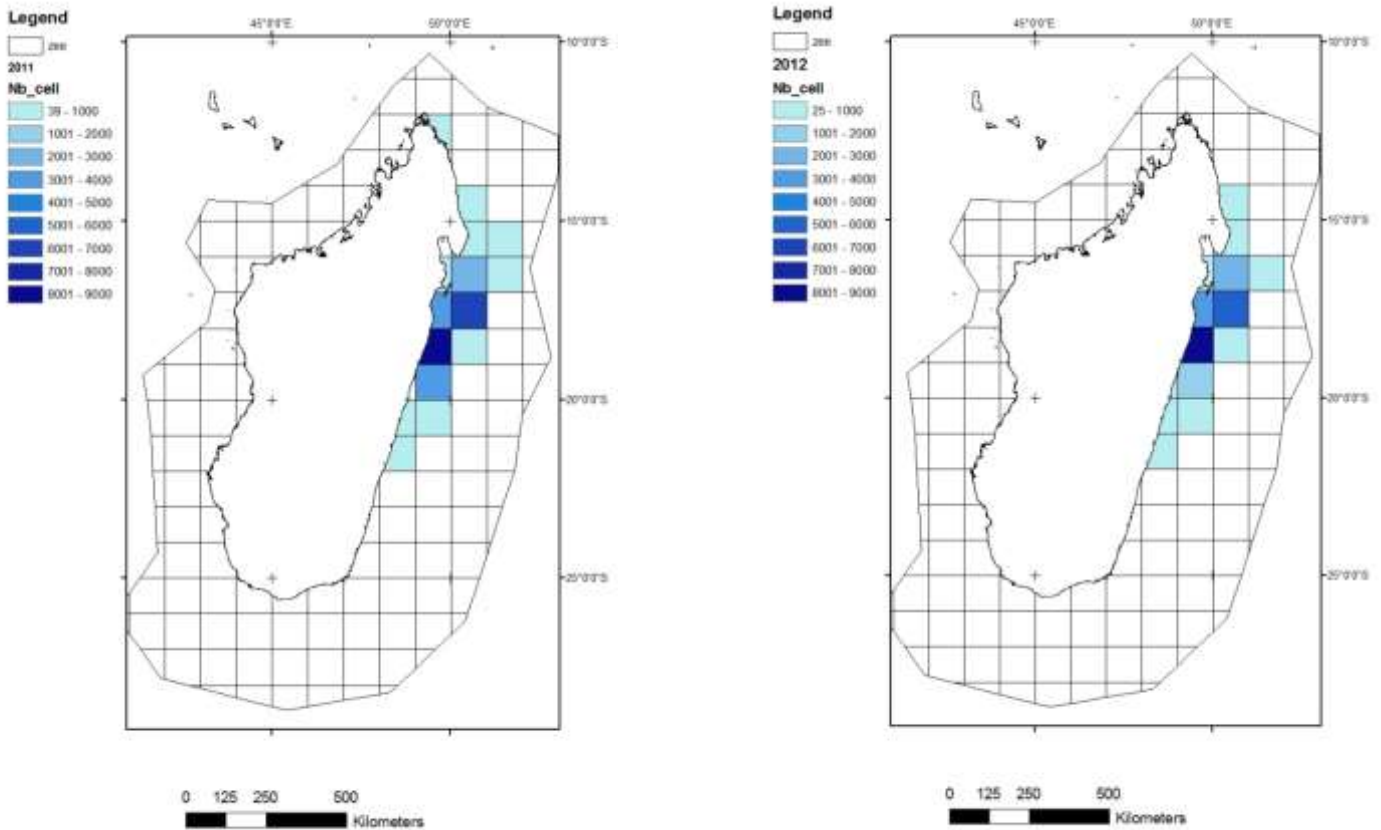 Legend
zee
2011
Nb_cell
39 - 1000
1001 - 2000
2001 - 3000
3001 - 4000
4001 - 5000
5001 - 6000
6001 - 7000
7001 - 8000
8001 - 9000
45°0'0"E
50°0'0"E
10°0'0"S
15°0'0"S
20°0'0"S
25°0'0"S
0 125 250 500
Kilometers
Legend
zee
2012
Nb_cell
25 - 1000
1001 - 2000
2001 - 3000
3001 - 4000
4001 - 5000
5001 - 6000
6001 - 7000
7001 - 8000
8001 - 9000
45°0'0"E
50°0'0"E
10°0'0"S
15°0'0"S
20°0'0"S
25°0'0"S
0 125 250 500
Kilometers